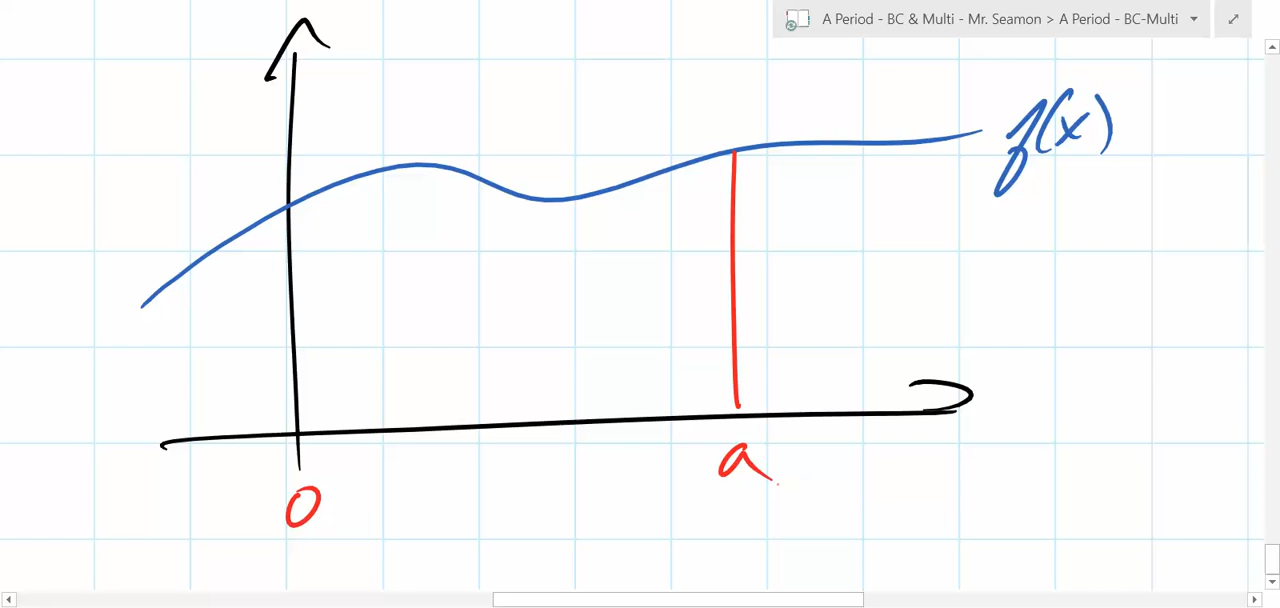 A Period - BC & Multi - Mr. Seamon > A Period - BC-Multi
f(x)
a
0